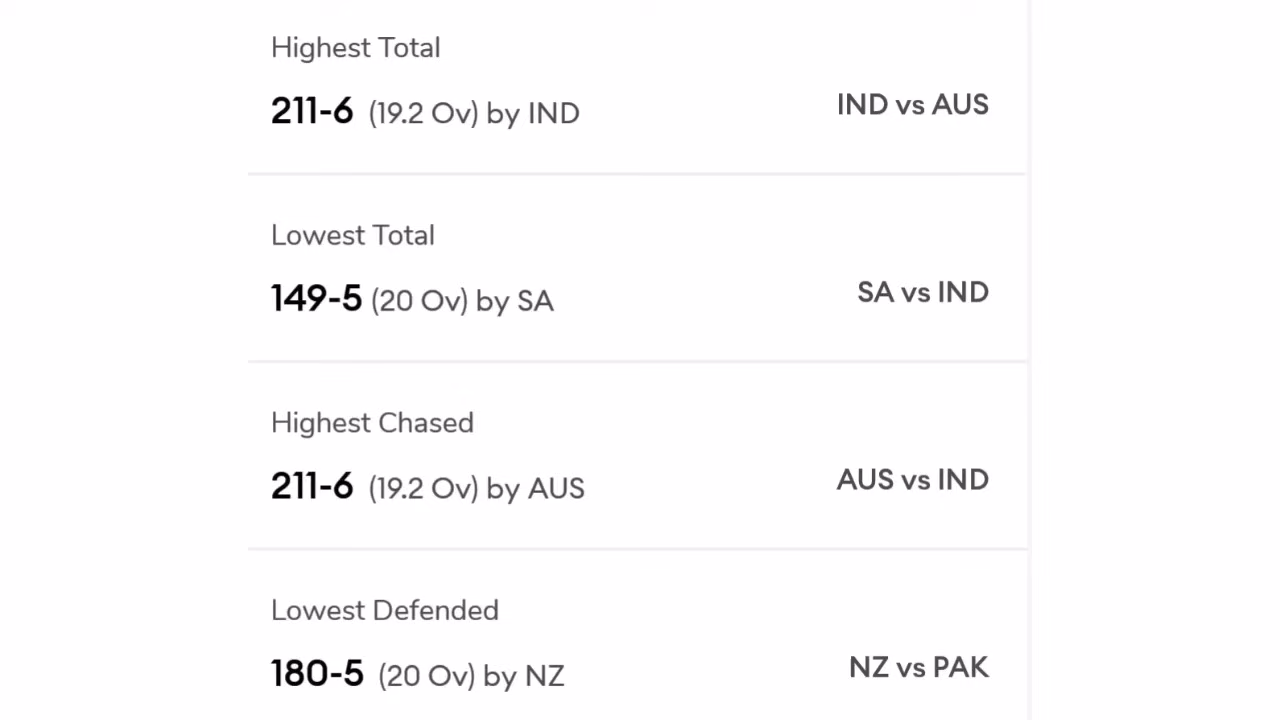 Highest Total
211-6 (19.2 Ov) by IND
IND vs AUS
Lowest Total
149-5 (20 Ov) by SA
SA vs IND
Highest Chased
211-6 (19.2 Ov) by AUS
AUS vs IND
Lowest Defended
180-5 (20 Ov) by NZ
NZ vs PAK